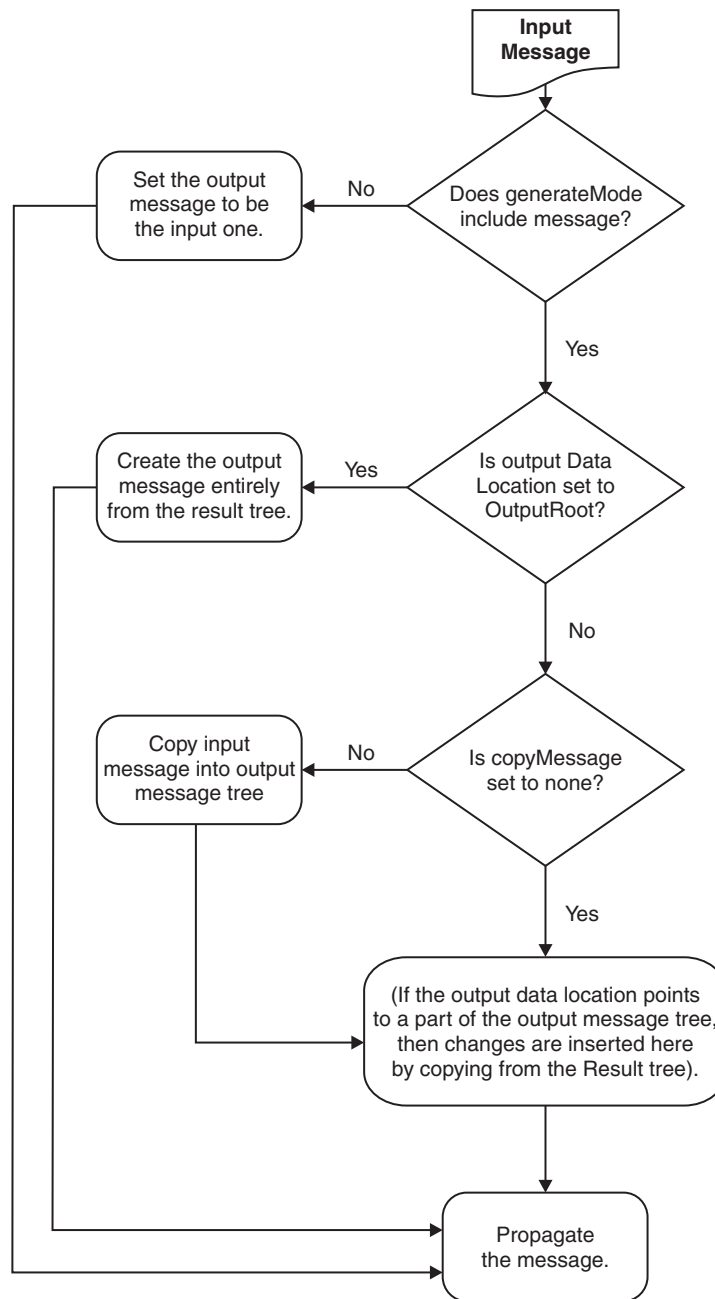 Input
Message
Does generateMode
include message?
No
Set the output
message to be
the input one.
Yes
Is output Data
Location set to
OutputRoot?
Yes
Create the output
message entirely
from the result tree.
No
Is copyMessage
set to none?
No
Copy input
message into output
message tree
Yes
(If the output data location points
to a part of the output message tree,
then changes are inserted here
by copying from the Result tree).
Propagate
the message.